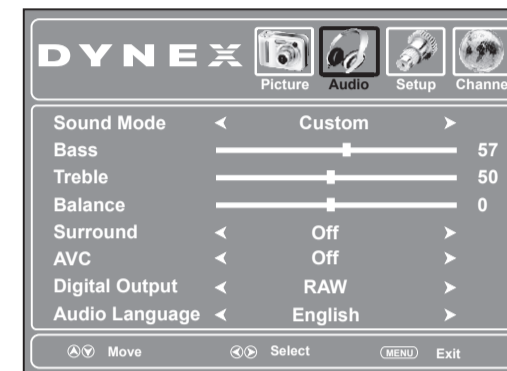 DYNEX
Picture Audio Setup Channe
Sound Mode Custom
Bass 57
Treble 50
Balance 0
Surround Off
AVC Off
Digital Output RAW
Audio Language English
Move Select MENU Exit